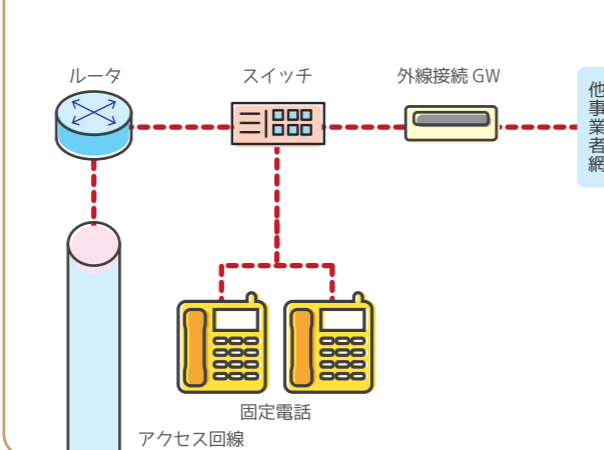 ルータ
スイッチ
外線接続 GW
他事業者網
固定電話
アクセス回線